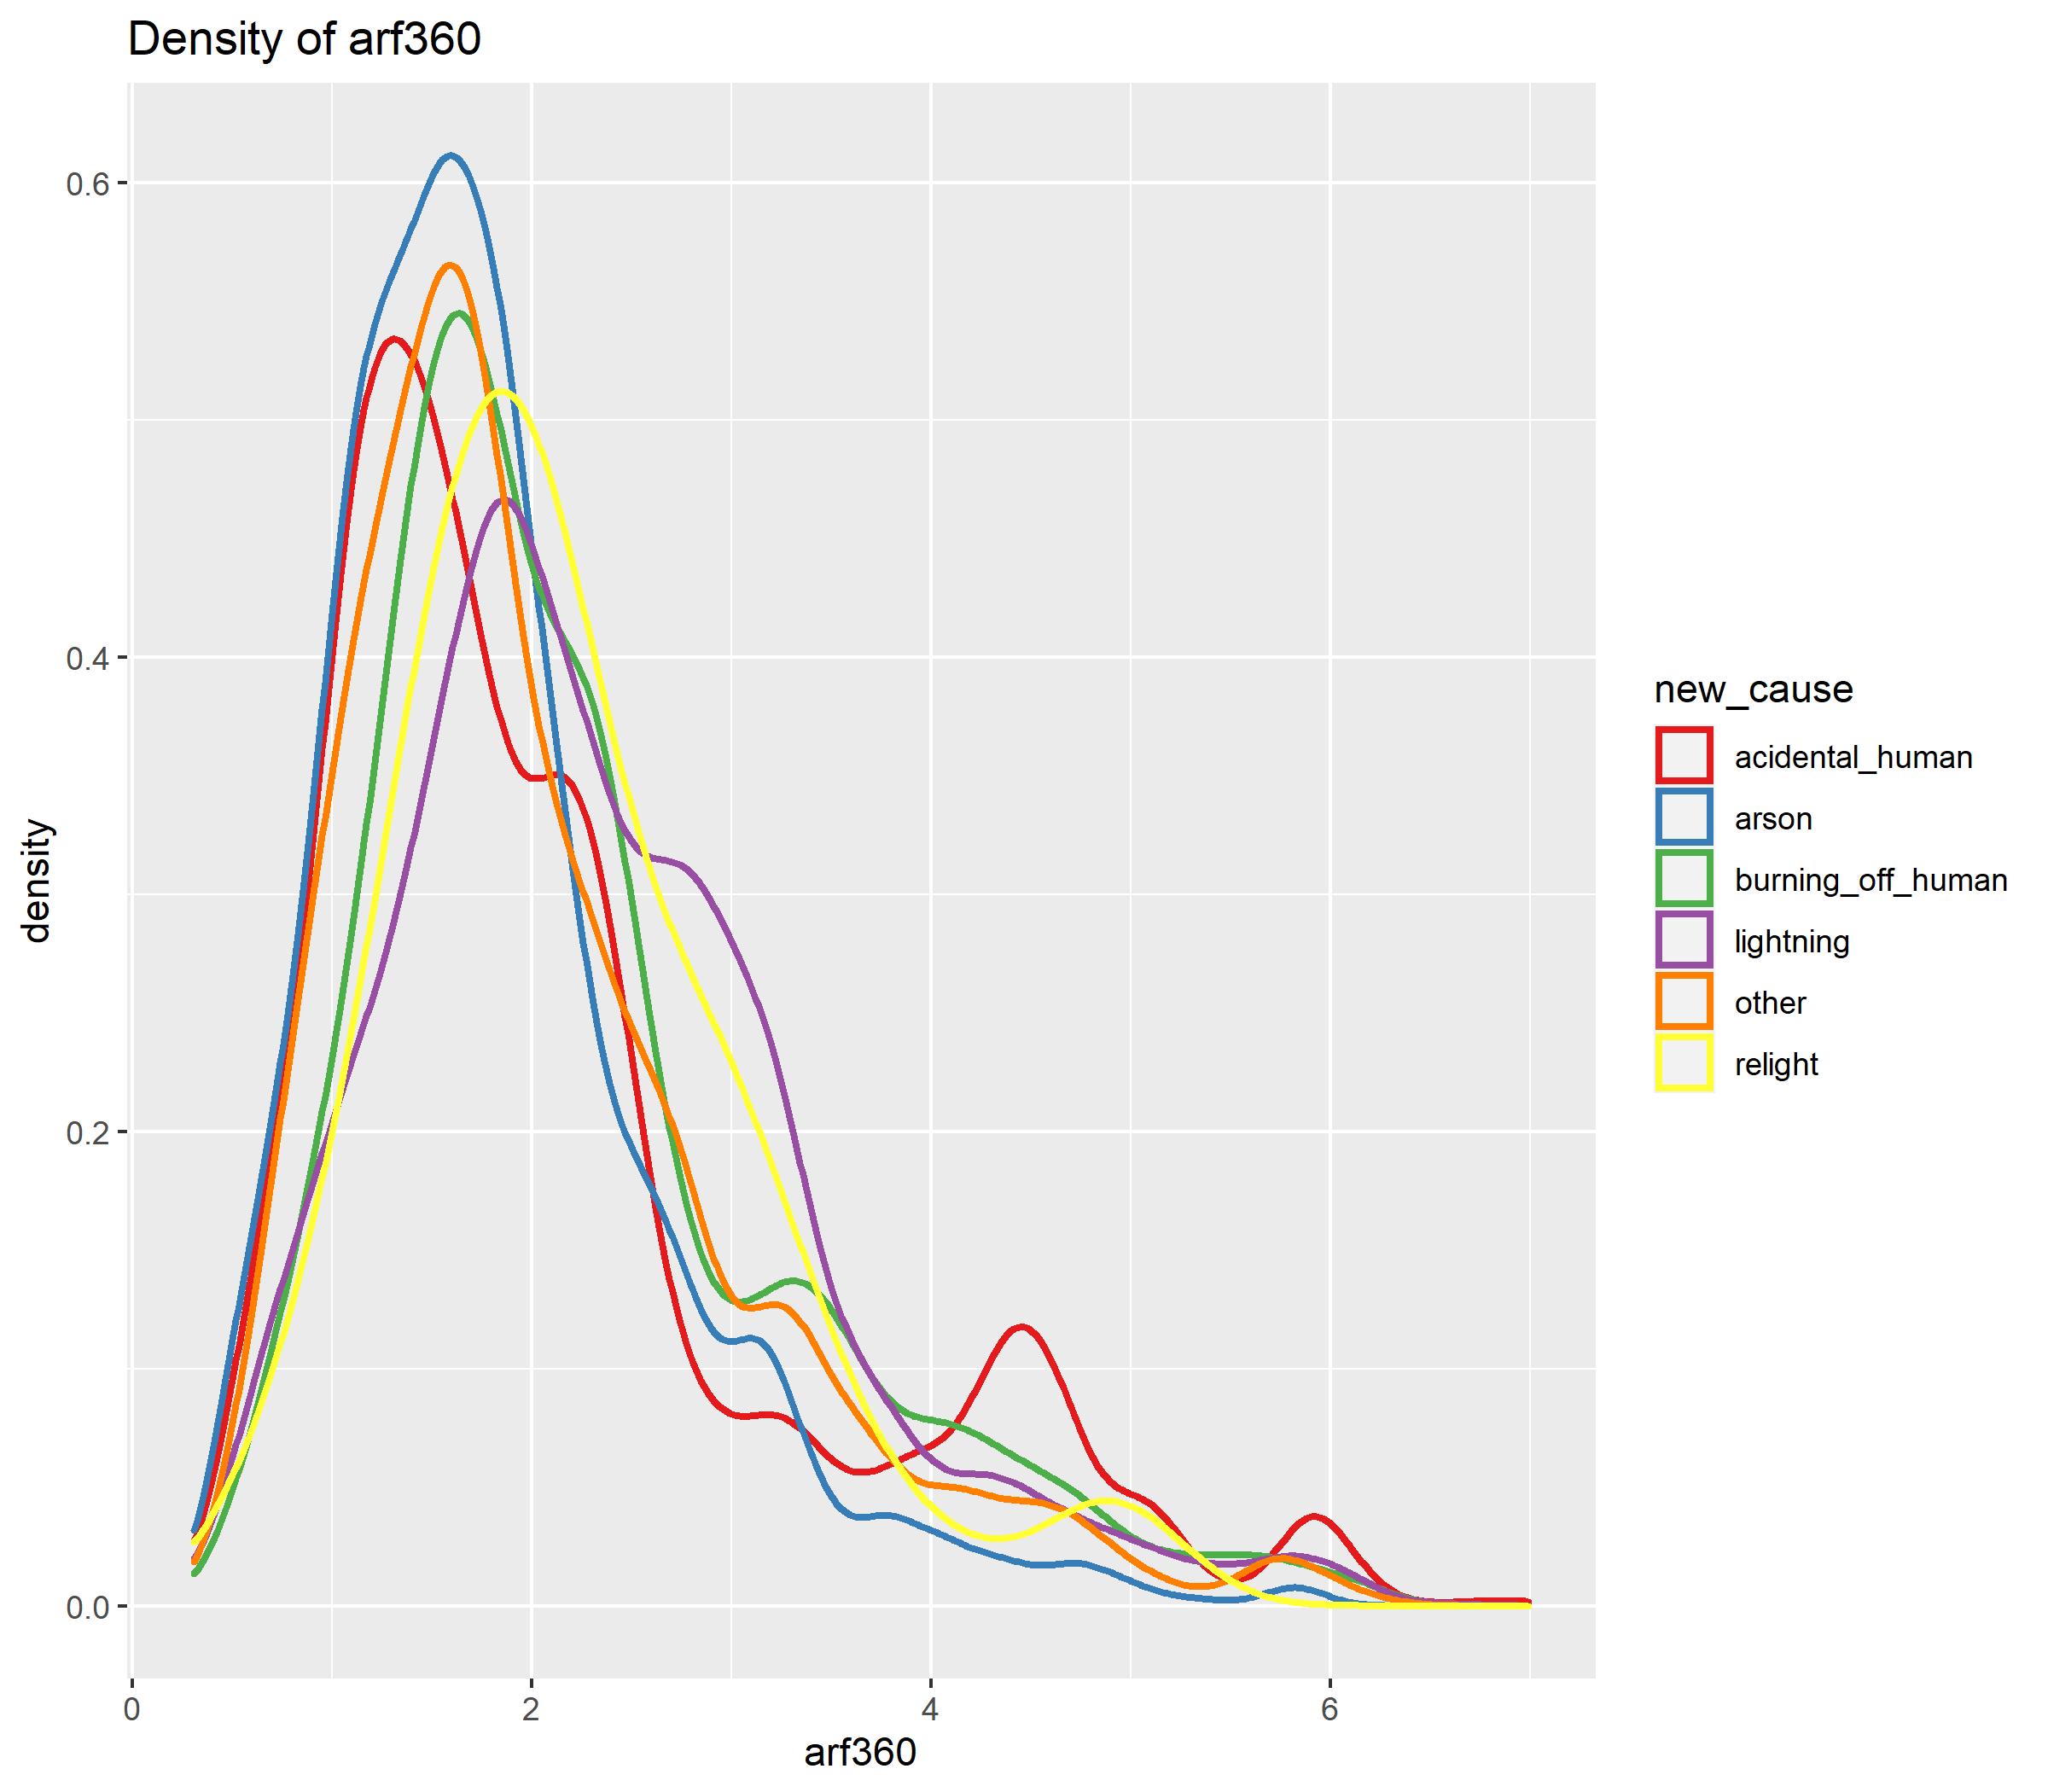 Density of arf360
0.6
0.4
0.2
0.0
density
0
2
4
6
arf360
new_cause
acidental_human
arson
burning_off_human
lightning
other
relight